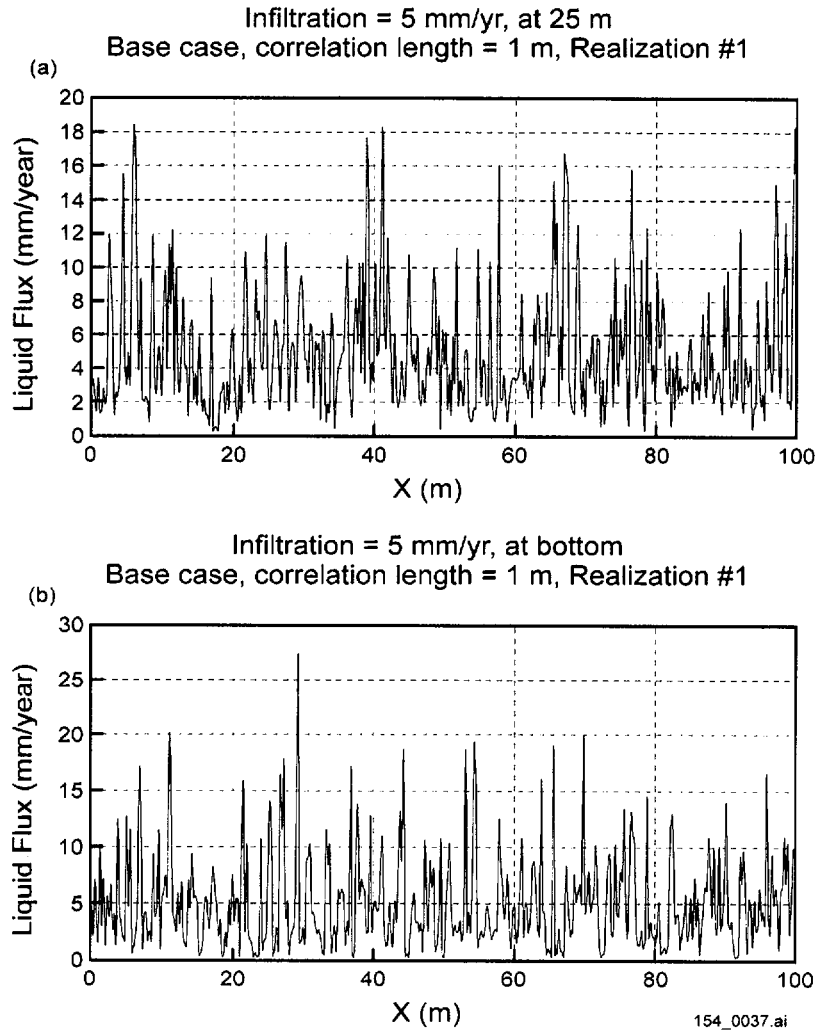 Infiltration = 5 mm/yr, at 25 m
Base case, correlation length = 1 m, Realization #1
(a)
Liquid Flux (mm/year)
20
18
16
14
12
10
8
6
4
2
0
0 20 40 60 80 100
X (m)
Infiltration = 5 mm/yr, at bottom
Base case, correlation length = 1 m, Realization #1
(b)
Liquid Flux (mm/year)
30
25
20
15
10
5
0
0 20 40 60 80 100
X (m)
154_0037.ai